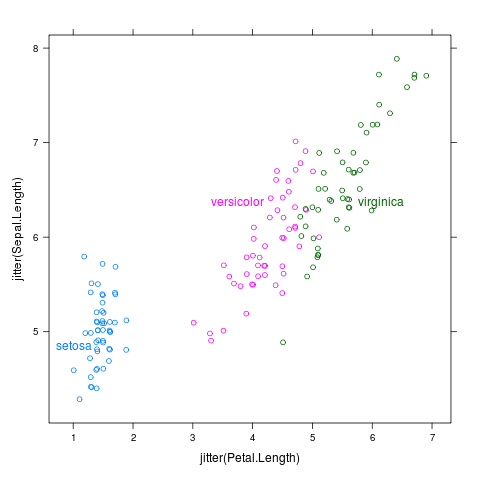 8
7
versicolor
virginica
6
jitter(Sepal.Length)
5
setosa
1 2 3 4 5 6 7
jitter(Petal.Length)